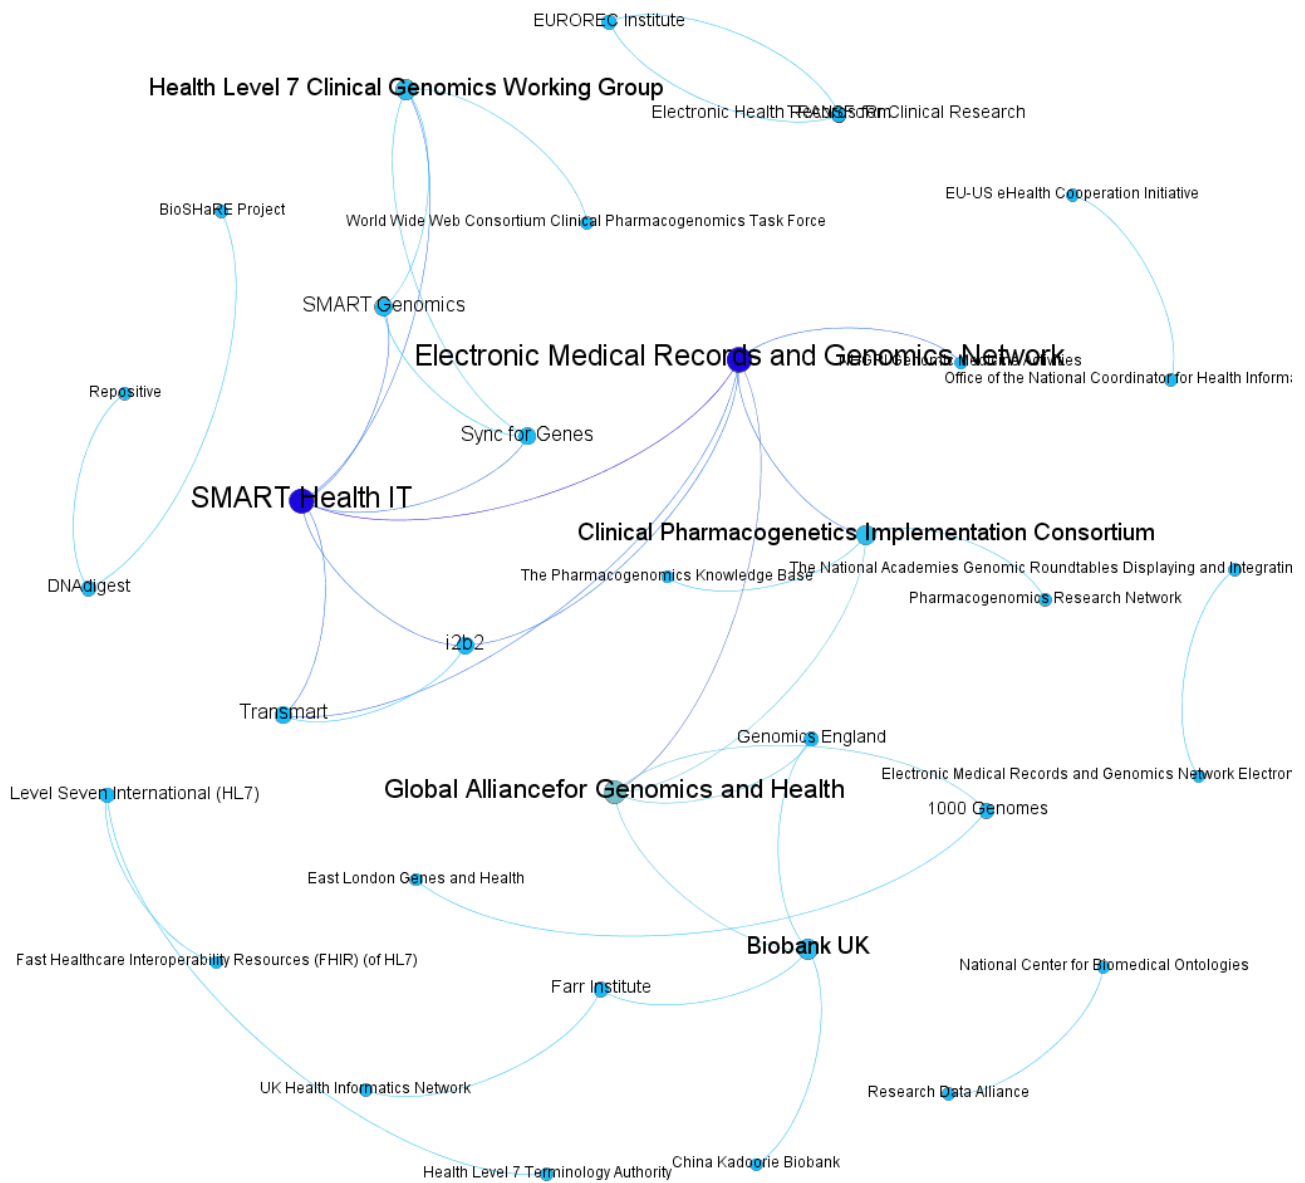 EUROREC Institute
Health Level 7 Clinical Genomics Working Group
Electronic Health Records for Clinical Research
TRANSFoRm
EU-US eHealth Cooperation Initiative
BioSHaRE Project
World Wide Web Consortium Clinical Pharmacogenomics Task Force
SMART Genomics
Electronic Medical Records and Genomics Network
NHGRI Genomic Medicine Activities
Office of the National Coordinator for Health Informa
Repositive
Sync for Genes
SMART Health IT
Clinical Pharmacogenetics Implementation Consortium
The Pharmacogenomics Knowledge Base
The National Academies Genomic Roundtables Displaying and Integratin
DNAdigest
Pharmacogenomics Research Network
i2b2
Transmart
Genomics England
Electronic Medical Records and Genomics Network Electron
Level Seven International (HL7)
Global Alliancefor Genomics and Health
1000 Genomes
East London Genes and Health
Biobank UK
Fast Healthcare Interoperability Resources (FHIR) (of HL7)
National Center for Biomedical Ontologies
Farr Institute
UK Health Informatics Network
Research Data Alliance
China Kadoorie Biobank
Health Level 7 Terminology Authority